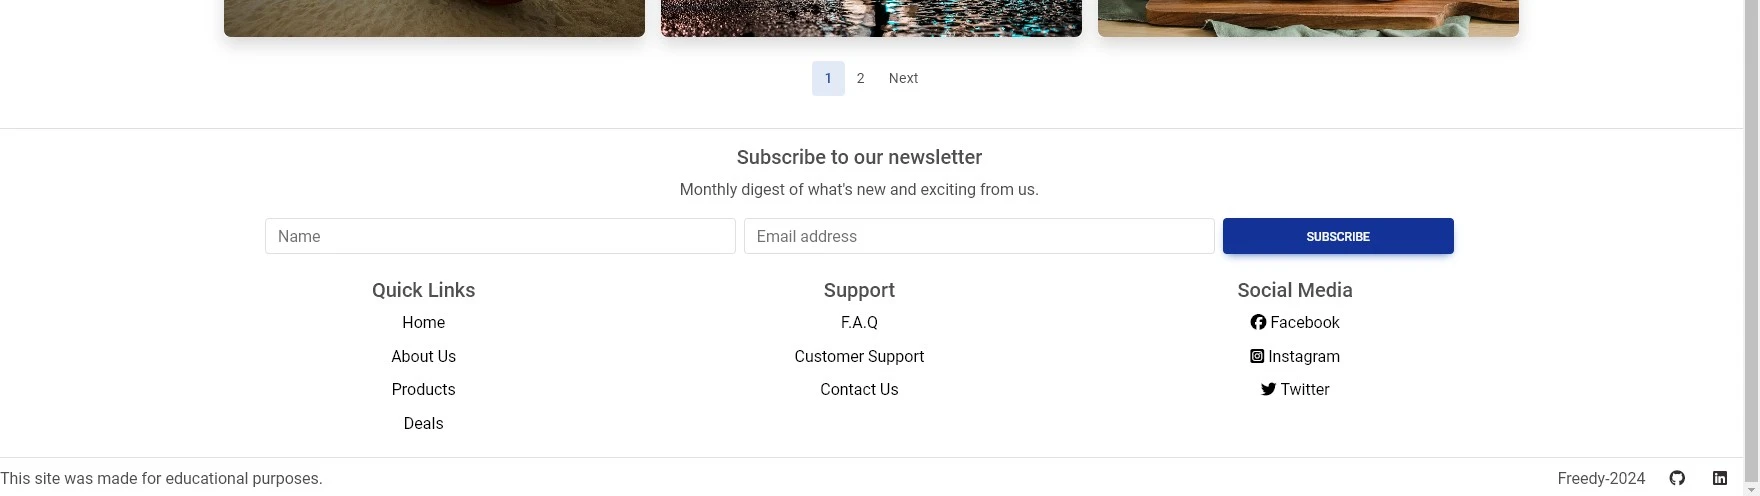 1 2 Next
Subscribe to our newsletter
Monthly digest of what's new and exciting from us.
Name Email address SUBSCRIBE
Quick Links Support Social Media
Home F.A.Q Facebook
About Us Customer Support Instagram
Products Contact Us Twitter
Deals
This site was made for educational purposes. Freedy-2024